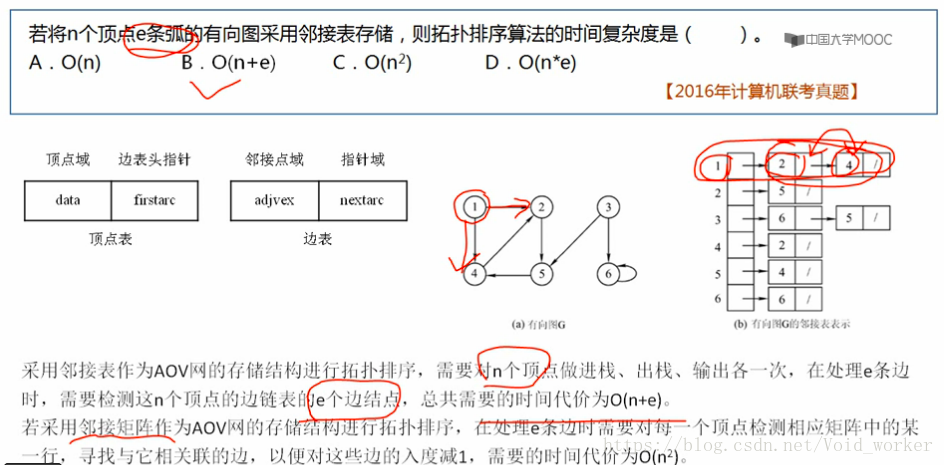 若将n个顶点e条弧的有向图采用邻接表存储，则拓扑排序算法的时间复杂度是（ ）。
中国大学MOOC
A．O(n) B．O(n+e) C．O(n²) D．O(n*e)
【2016年计算机联考真题】
顶点域 边表头指针
data firstarc
顶点表
邻接点域 指针域
adjvex nextarc
边表
1 2 3
4 5 6
(a) 有向图G
1 2 4 /
2 5 /
3 6 5 /
4 2 /
5 4 /
6 6 /
(b) 有向图G的邻接表表示
采用邻接表作为AOV网的存储结构进行拓扑排序，需要对n个顶点做进栈、出栈、输出各一次，在处理e条边
时，需要检测这n个顶点的边链表的e个边结点，总共需要的时间代价为O(n+e)。
若采用邻接矩阵作为AOV网的存储结构进行拓扑排序，在处理e条边时需要对每一个顶点检测相应矩阵中的某
一行，寻找与它相关联的边，以便对这些边的入度减1，需要的时间代价为O(n²)。
https://blog.csdn.net/Void_worker